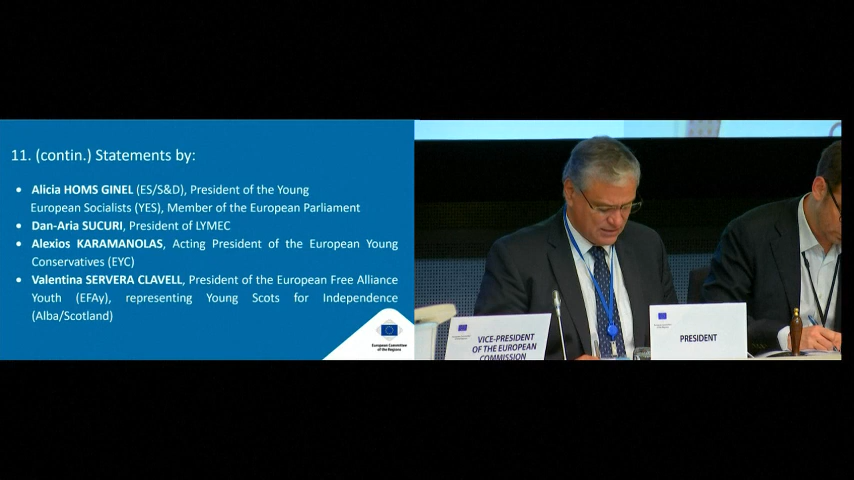 11. (contin.) Statements by:
• Alicia HOMS GINEL (ES/S&D), President of the Young
European Socialists (YES), Member of the European Parliament
• Dan-Aria SUCURI, President of LYMEC
• Alexios KARAMANOLAS, Acting President of the European Young
Conservatives (EYC)
• Valentina SERVERA CLAVELL, President of the European Free Alliance
Youth (EFAy), representing Young Scots for Independence
(Alba/Scotland)
European Committee
of the Regions
VICE-PRESIDENT
OF THE EUROPEAN
COMMISSION
PRESIDENT